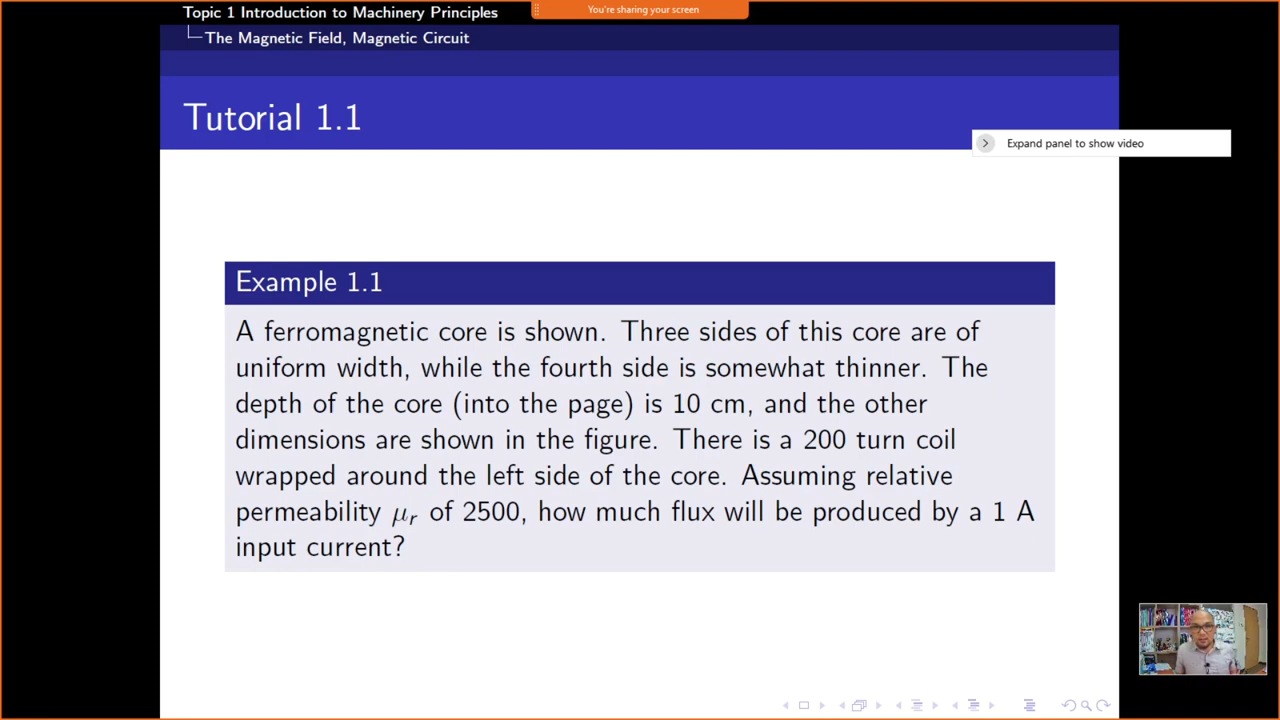 Topic 1 Introduction to Machinery Principles
You're sharing your screen
The Magnetic Field, Magnetic Circuit
Tutorial 1.1
Expand panel to show video
Example 1.1
A ferromagnetic core is shown. Three sides of this core are of
uniform width, while the fourth side is somewhat thinner. The
depth of the core (into the page) is 10 cm, and the other
dimensions are shown in the figure. There is a 200 turn coil
wrapped around the left side of the core. Assuming relative
permeability μᵣ of 2500, how much flux will be produced by a 1 A
input current?